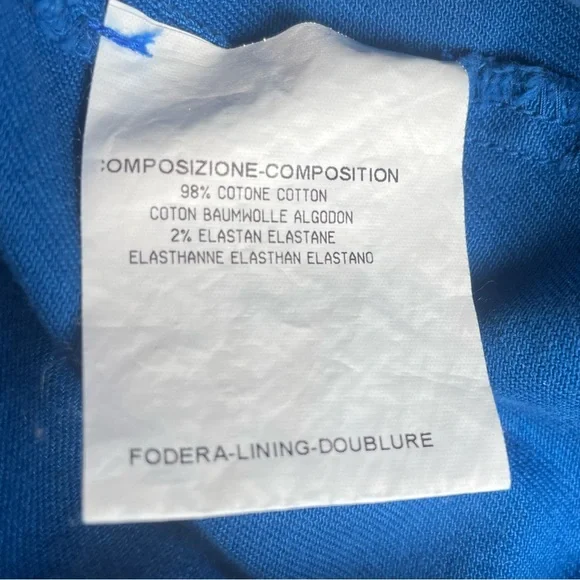 COMPOSIZIONE-COMPOSITION
98% COTONE COTTON
COTON BAUMWOLLE ALGODON
2% ELASTAN ELASTANE
ELASTHANNE ELASTHAN ELASTANO
FODERA-LINING-DOUBLURE